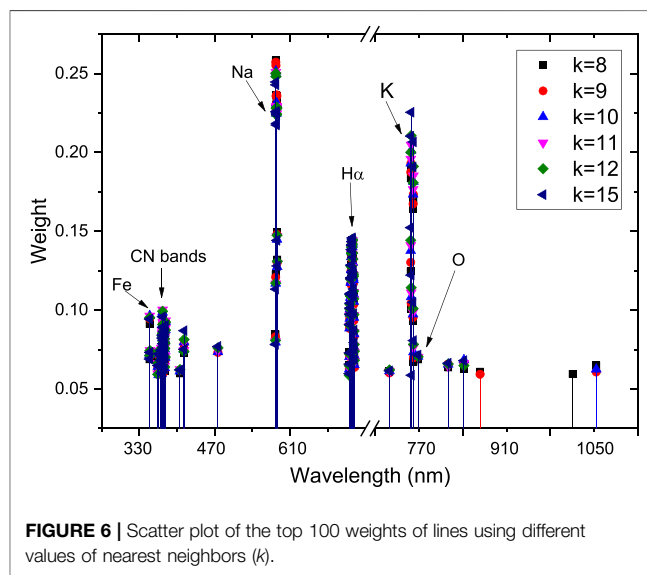 0.25
0.20
0.15
0.10
0.05
Weight
Na
K
Hα
CN bands
Fe
O
k=8
k=9
k=10
k=11
k=12
k=15
330 470 610 770 910 1050
Wavelength (nm)
FIGURE 6 | Scatter plot of the top 100 weights of lines using different
values of nearest neighbors (k).